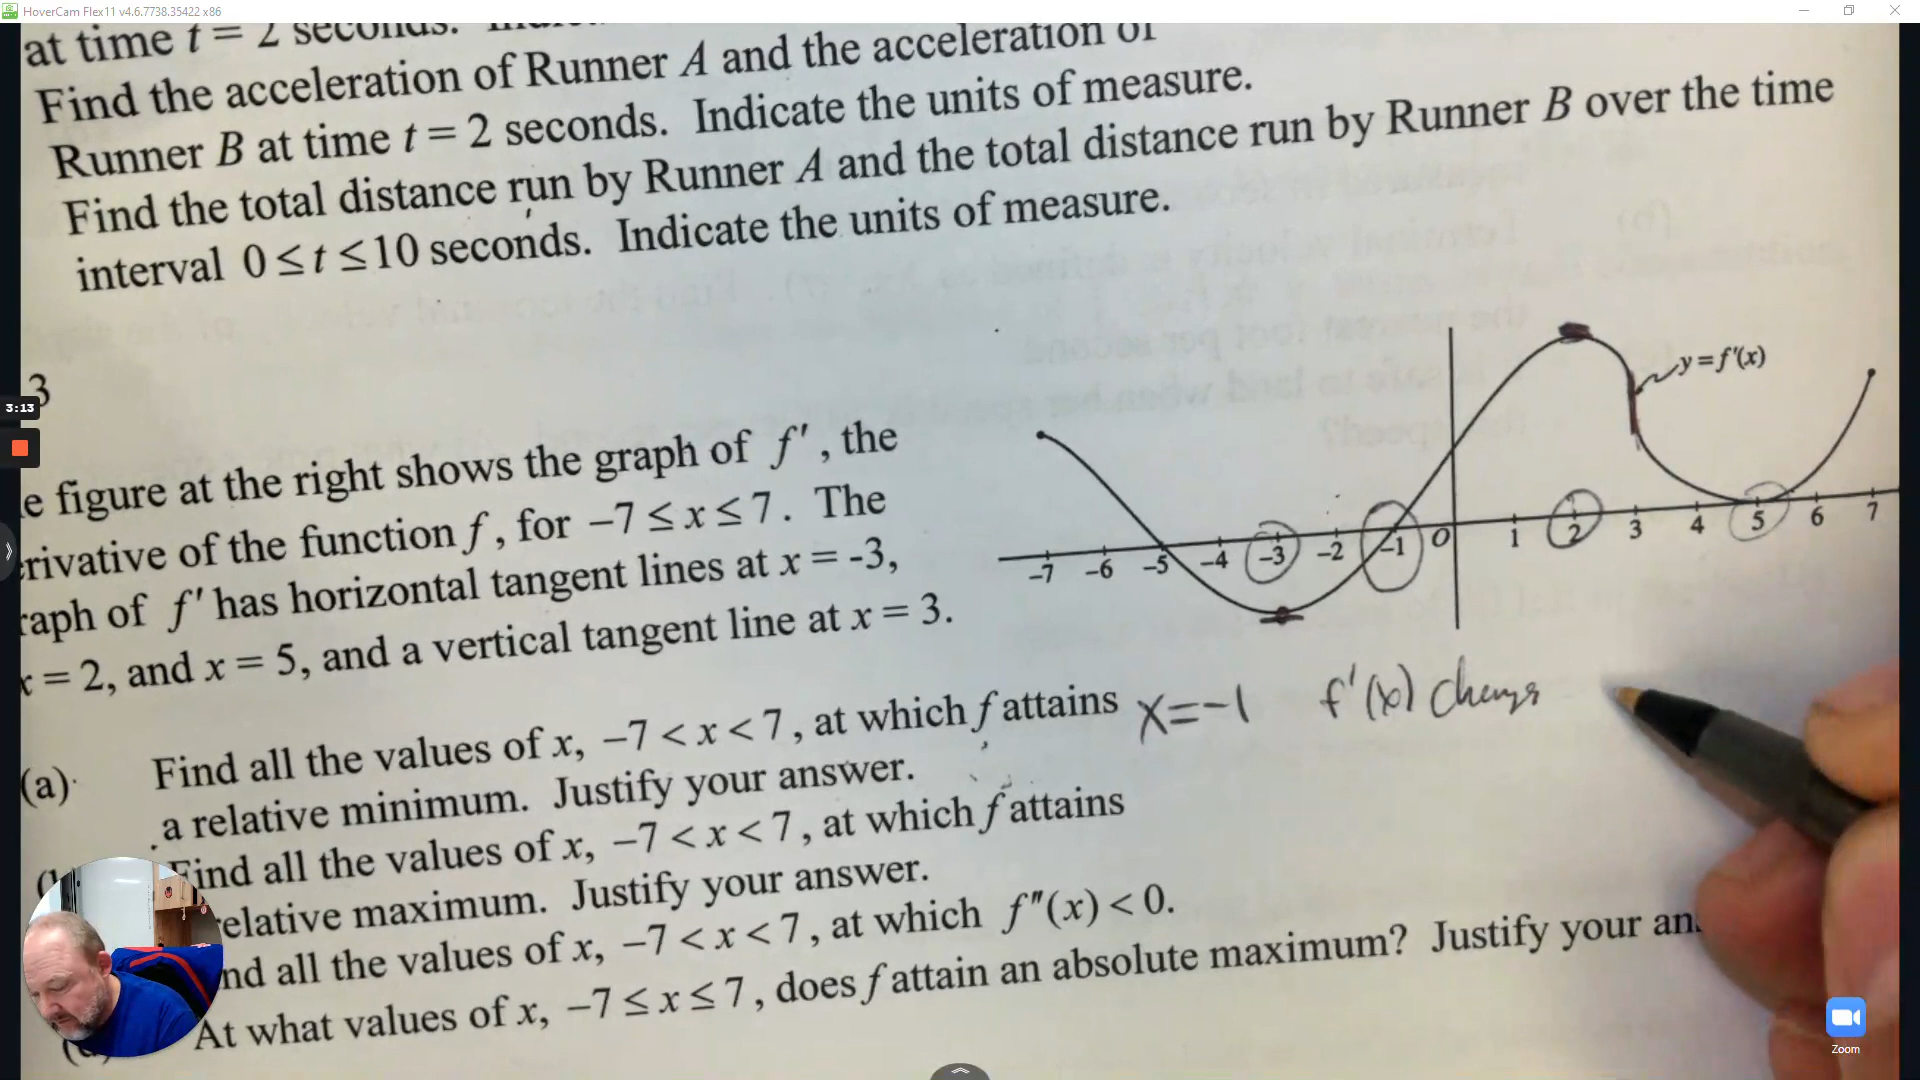 HoverCam Flex11 v4.6.7738.35422 x86
at time t = 2 seconds.
Find the acceleration of Runner A and the acceleration of
Runner B at time t = 2 seconds. Indicate the units of measure.
Find the total distance run by Runner A and the total distance run by Runner B over the time
interval 0 ≤ t ≤ 10 seconds. Indicate the units of measure.
3
3:13
e figure at the right shows the graph of f′, the
rivative of the function f, for −7 ≤ x ≤ 7. The
raph of f′ has horizontal tangent lines at x = -3,
x = 2, and x = 5, and a vertical tangent line at x = 3.
y = f′(x)
−7 −6 −5 −4 −3 −2 −1 O 1 2 3 4 5 6 7
(a) Find all the values of x, −7 < x < 7, at which f attains
a relative minimum. Justify your answer.
x = −1 f′(x) changes
Find all the values of x, −7 < x < 7, at which f attains
relative maximum. Justify your answer.
nd all the values of x, −7 < x < 7, at which f″(x) < 0.
At what values of x, −7 ≤ x ≤ 7, does f attain an absolute maximum? Justify your an
Zoom